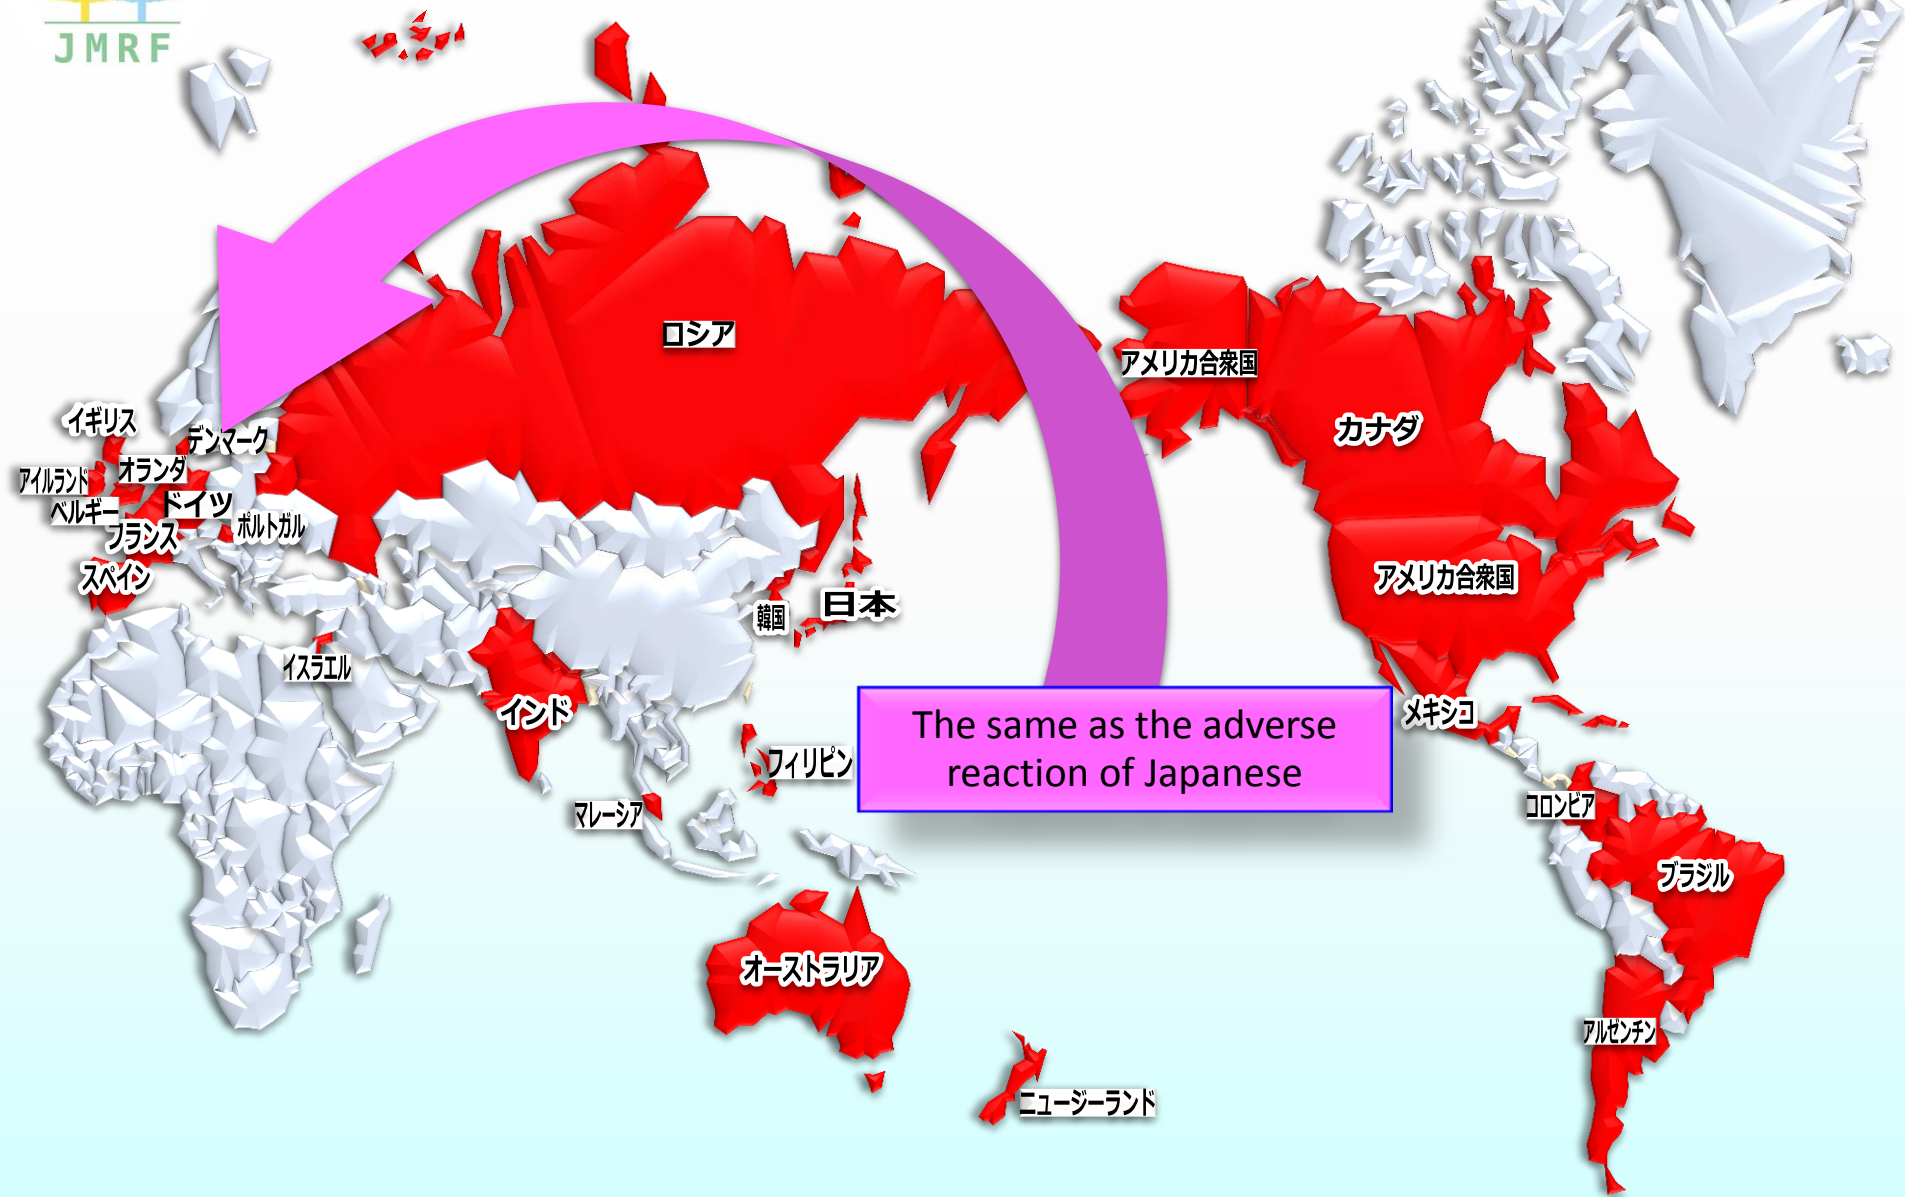 JMRF
ロシア
アメリカ合衆国
イギリス
デンマーク
カナダ
アイルランド
オランダ
ベルギー
ドイツ
フランス
ポルトガル
スペイン
アメリカ合衆国
韓国
日本
イスラエル
インド
メキシコ
The same as the adverse
reaction of Japanese
フィリピン
マレーシア
コロンビア
ブラジル
オーストラリア
アルゼンチン
ニュージーランド